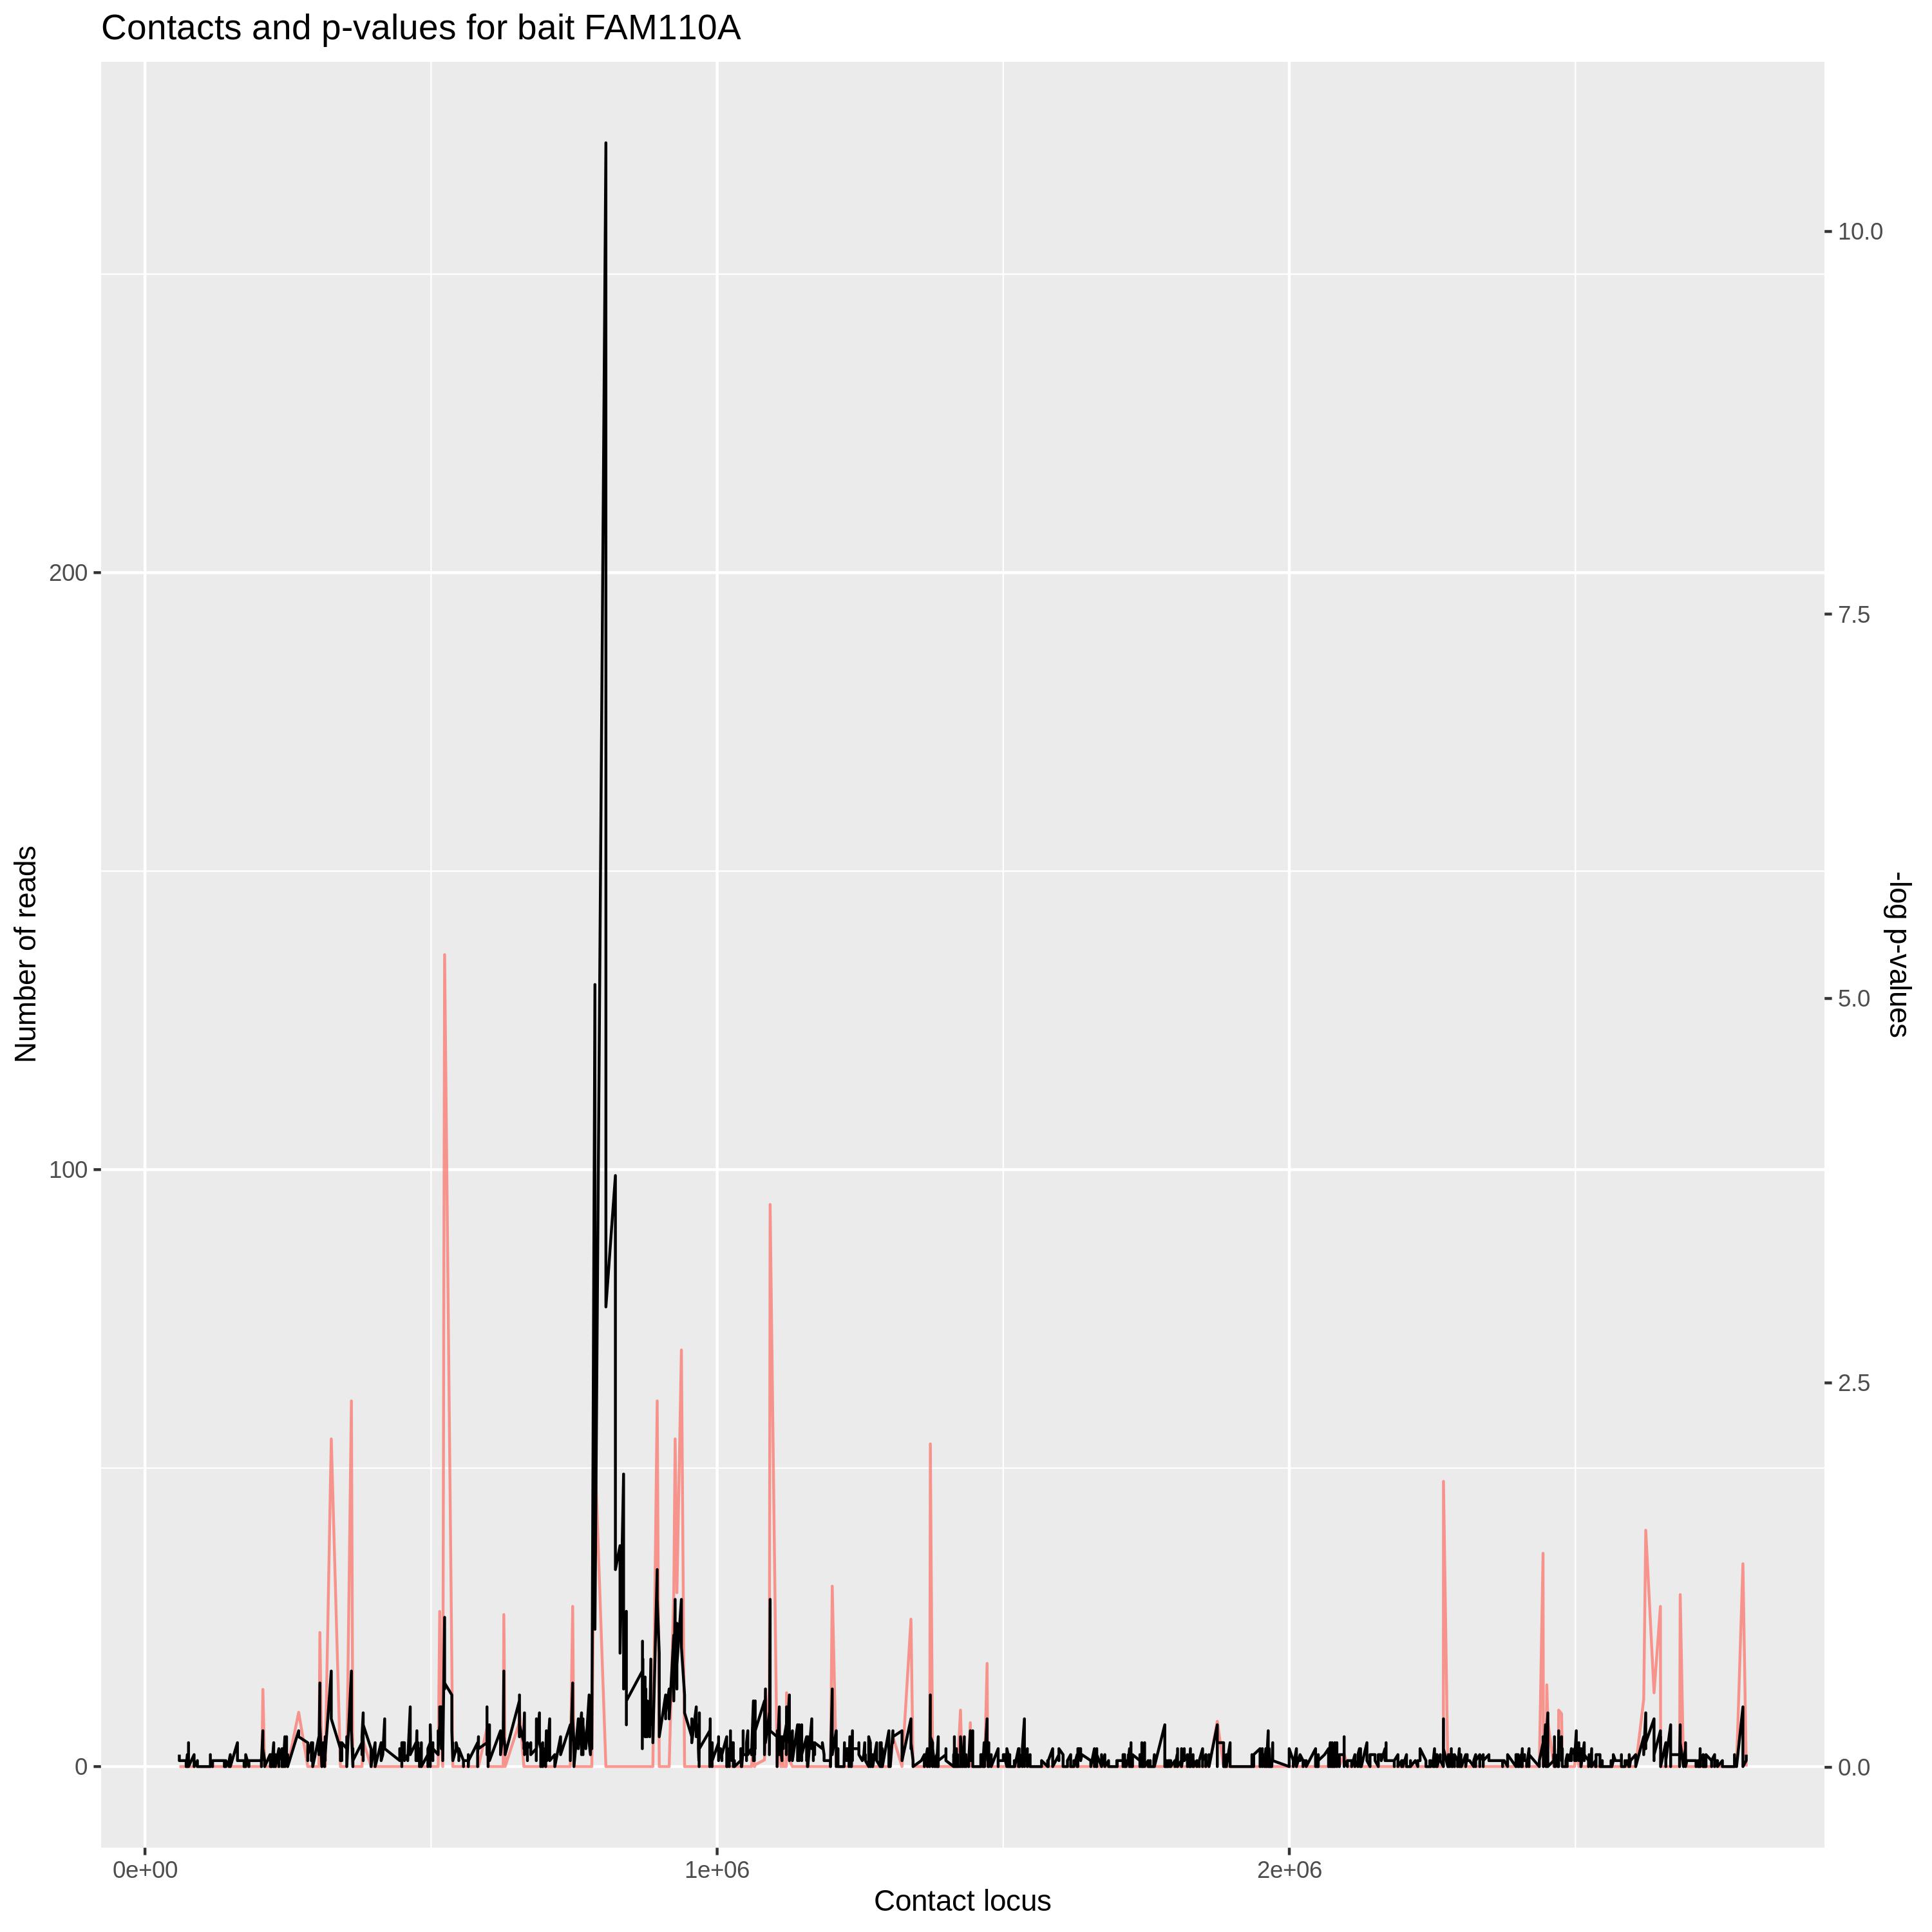 Contacts and p-values for bait FAM110A
10.0
200
7.5
Number of reads
-log p-values
5.0
100
2.5
0
0.0
0e+00
1e+06
2e+06
Contact locus